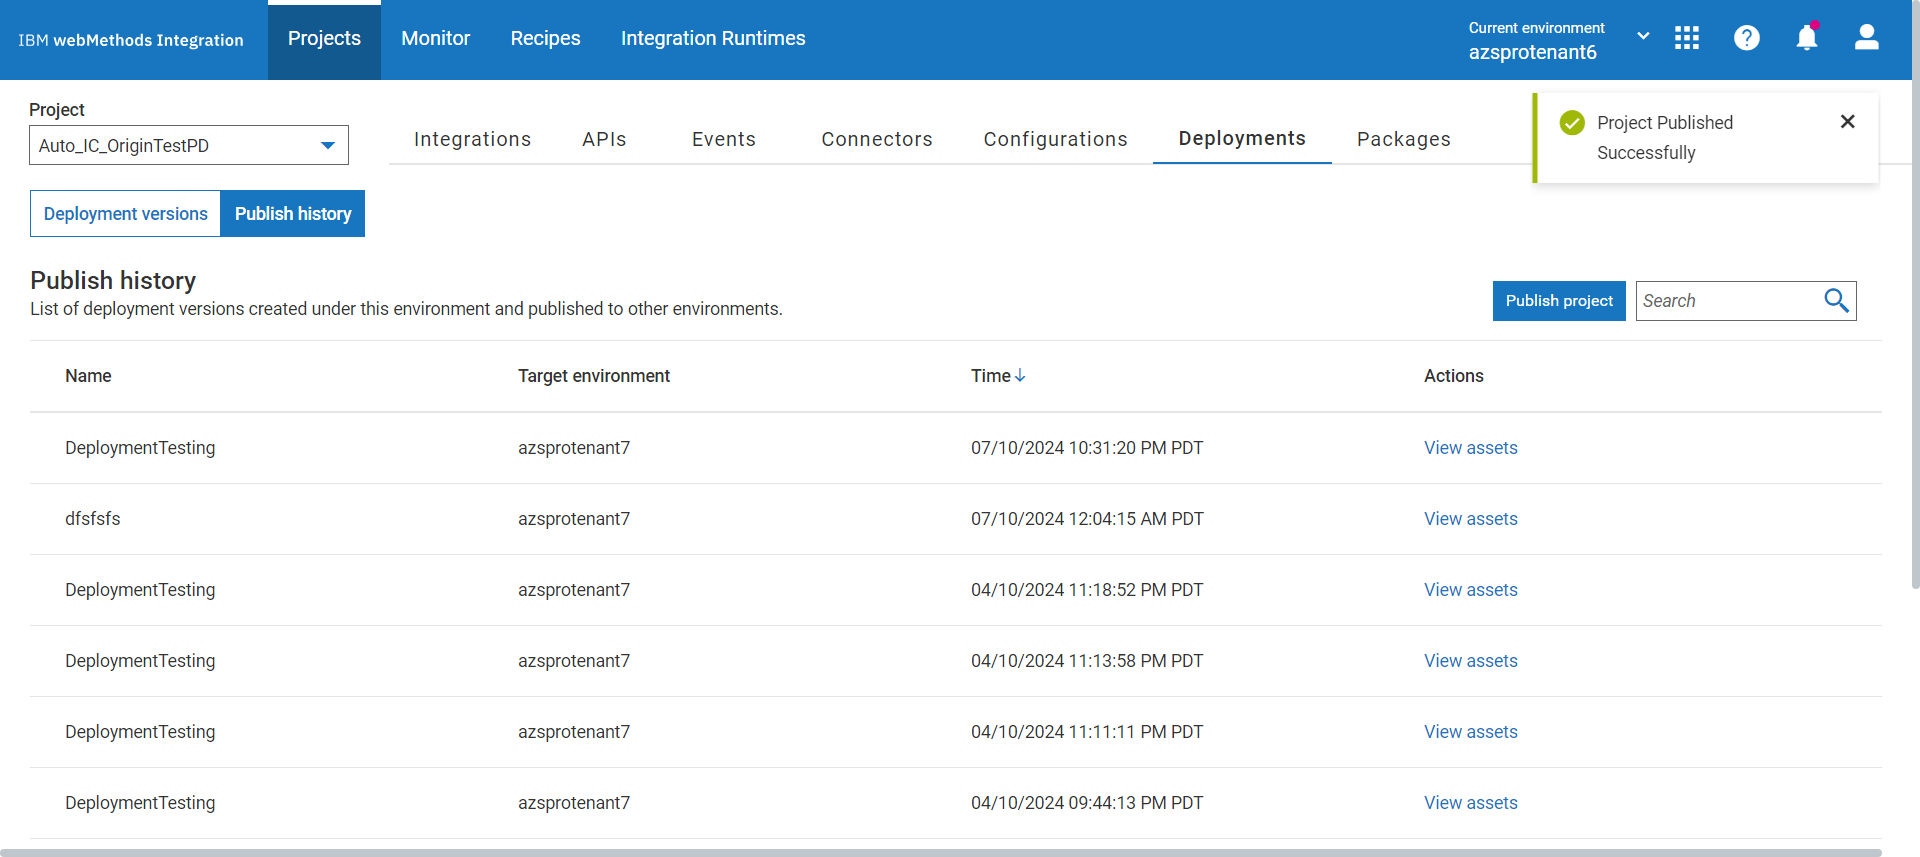 IBM webMethods Integration
Projects
Monitor
Recipes
Integration Runtimes
Current environment
azsprotenant6
Project
Auto_IC_OriginTestPD
Integrations
APIs
Events
Connectors
Configurations
Deployments
Packages
Project Published
Successfully
Deployment versions
Publish history
Publish history
List of deployment versions created under this environment and published to other environments.
Publish project
Search
Name Target environment Time Actions
DeploymentTesting azsprotenant7 07/10/2024 10:31:20 PM PDT View assets
dfsfsfs azsprotenant7 07/10/2024 12:04:15 AM PDT View assets
DeploymentTesting azsprotenant7 04/10/2024 11:18:52 PM PDT View assets
DeploymentTesting azsprotenant7 04/10/2024 11:13:58 PM PDT View assets
DeploymentTesting azsprotenant7 04/10/2024 11:11:11 PM PDT View assets
DeploymentTesting azsprotenant7 04/10/2024 09:44:13 PM PDT View assets